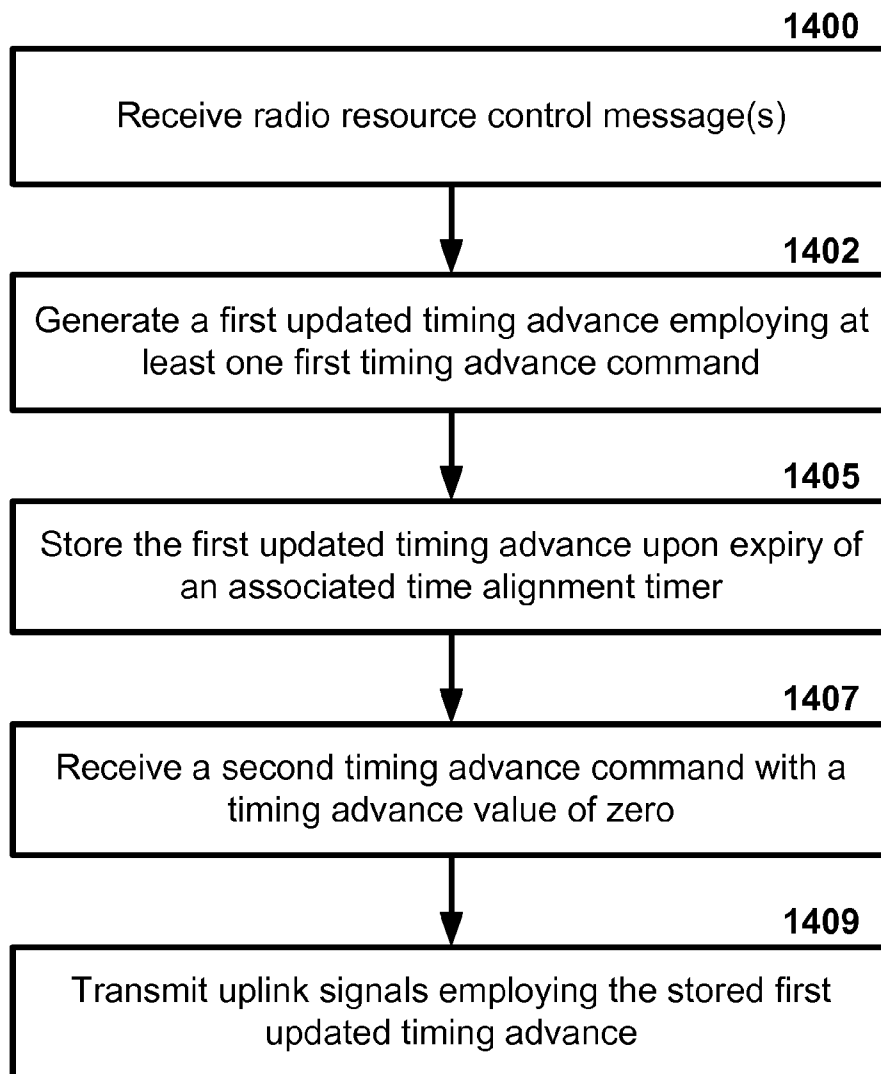 1400
Receive radio resource control message(s)
1402
Generate a first updated timing advance employing at
least one first timing advance command
1405
Store the first updated timing advance upon expiry of
an associated time alignment timer
1407
Receive a second timing advance command with a
timing advance value of zero
1409
Transmit uplink signals employing the stored first
updated timing advance